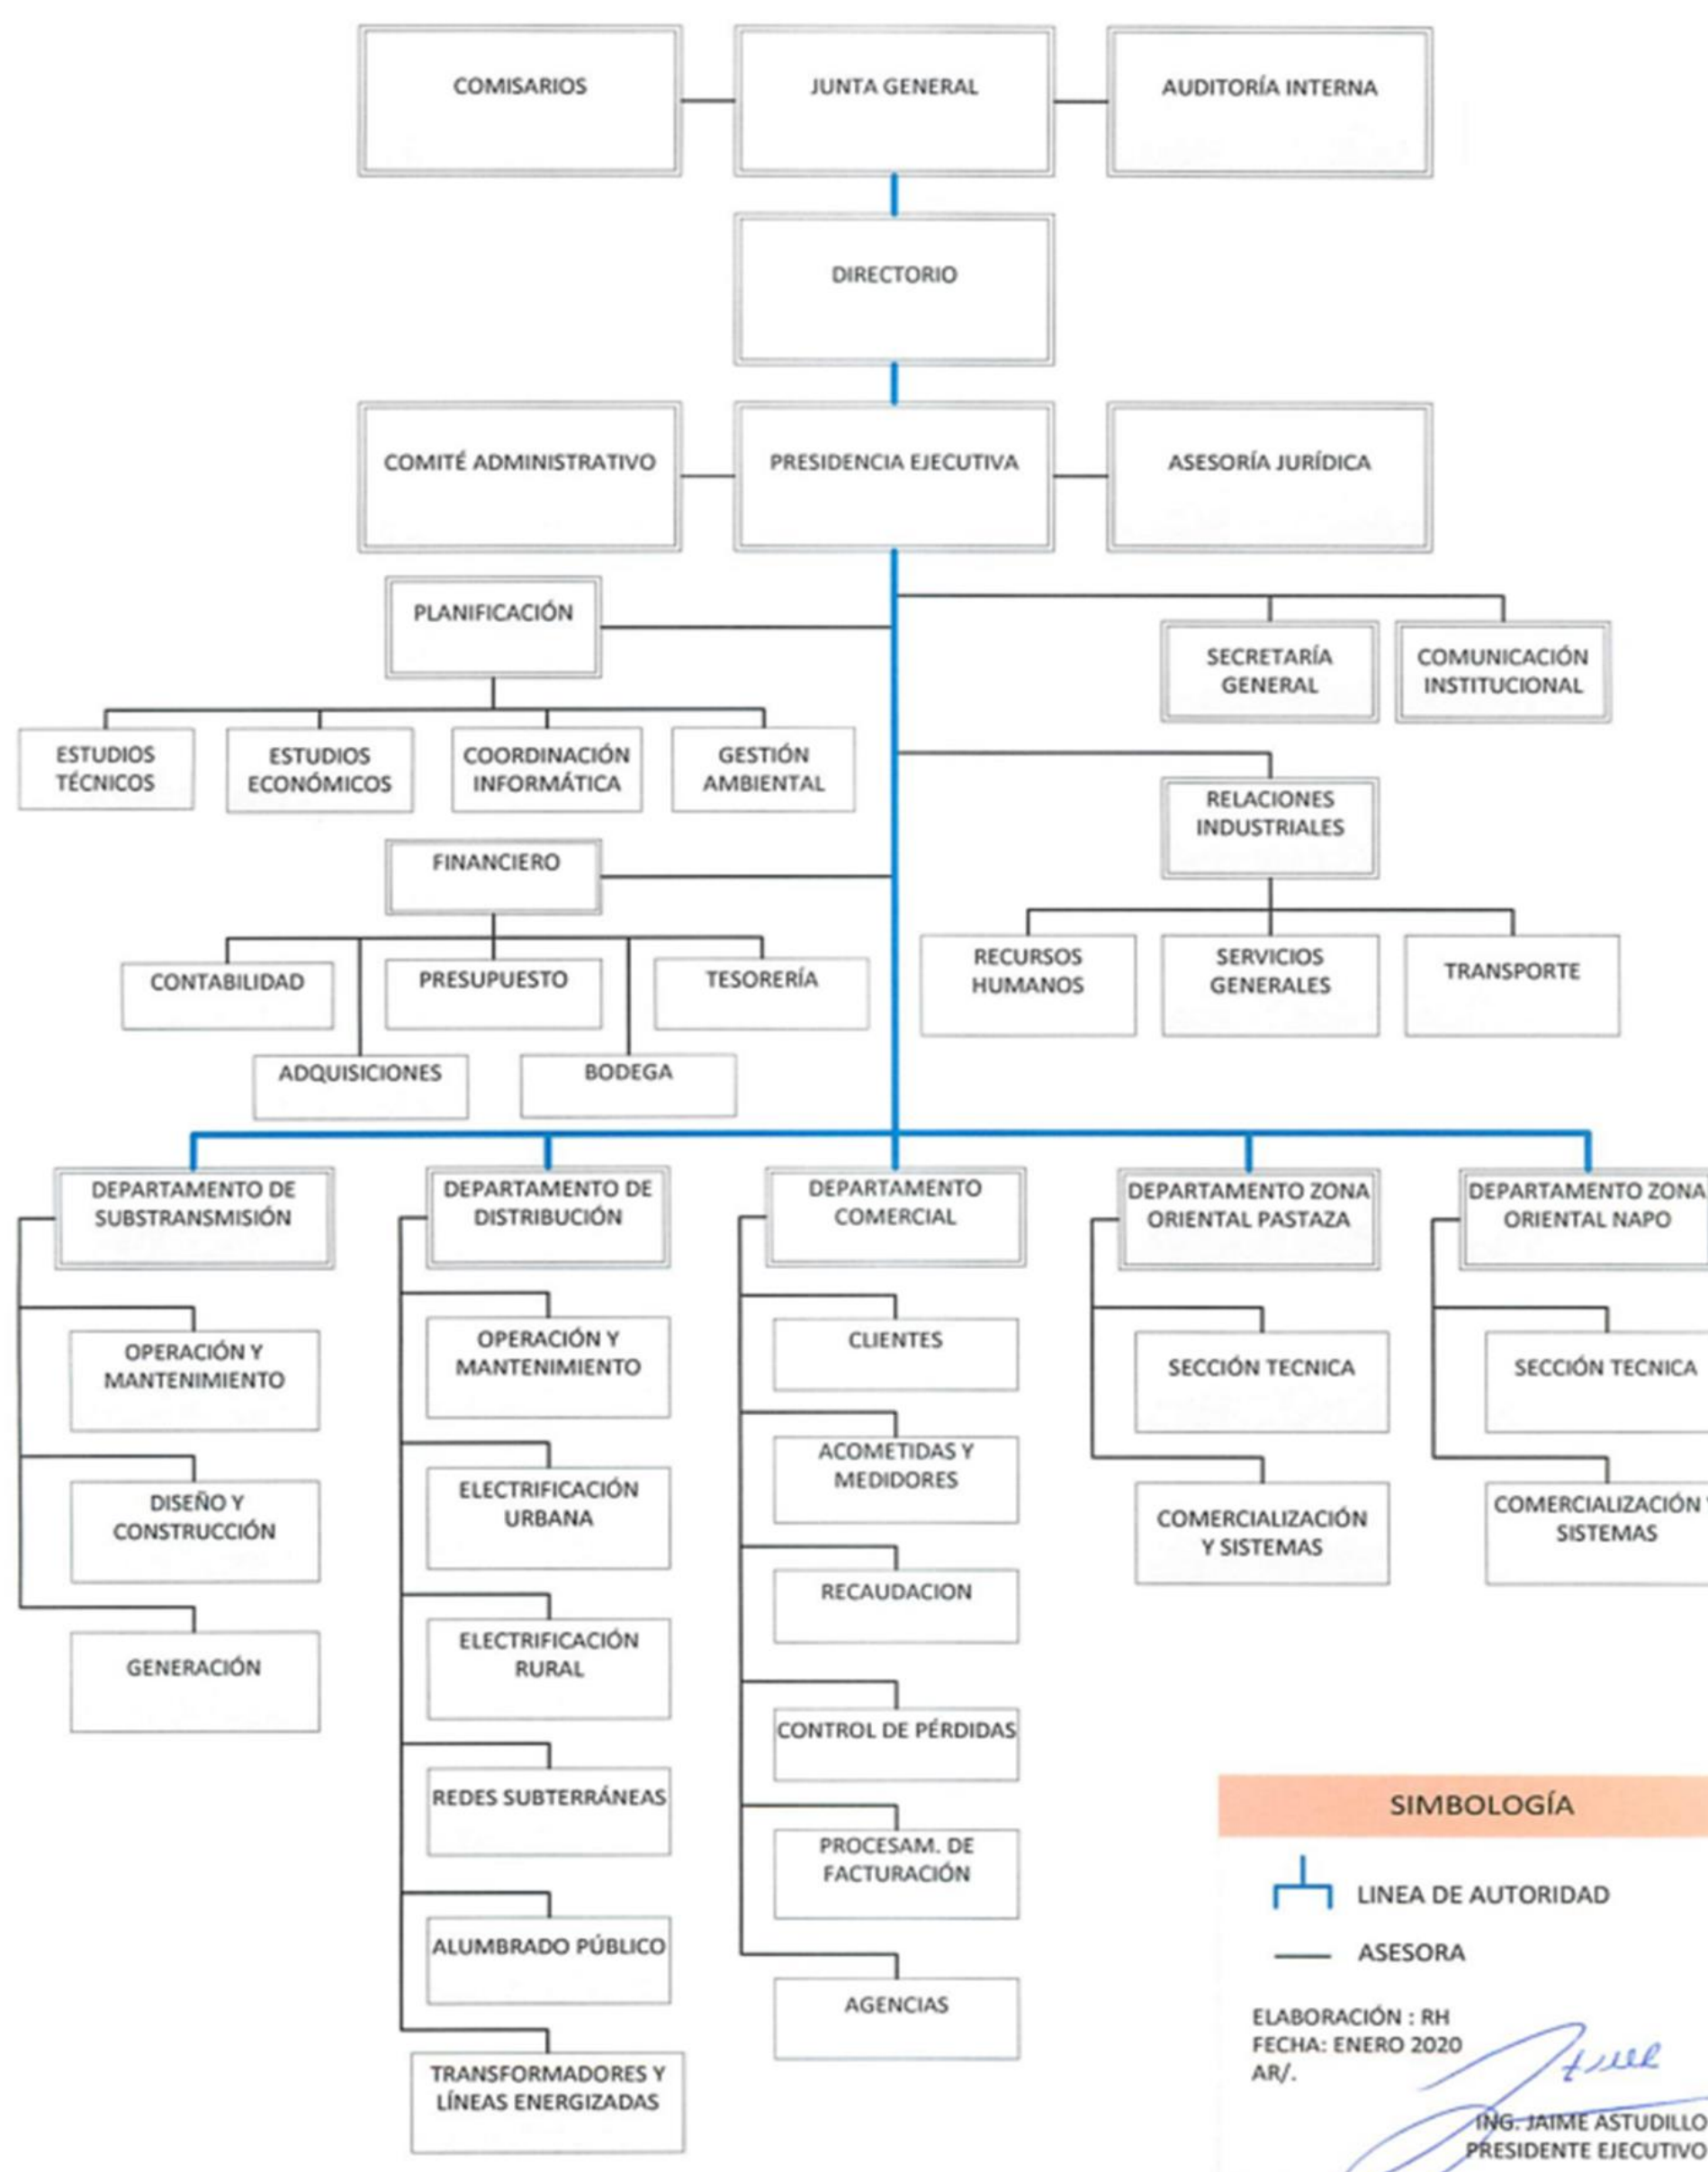 COMISARIOS
JUNTA GENERAL
AUDITORÍA INTERNA
DIRECTORIO
COMITÉ ADMINISTRATIVO
PRESIDENCIA EJECUTIVA
ASESORÍA JURÍDICA
PLANIFICACIÓN
SECRETARÍA
GENERAL
COMUNICACIÓN
INSTITUCIONAL
ESTUDIOS
TÉCNICOS
ESTUDIOS
ECONÓMICOS
COORDINACIÓN
INFORMÁTICA
GESTIÓN
AMBIENTAL
RELACIONES
INDUSTRIALES
FINANCIERO
CONTABILIDAD
PRESUPUESTO
TESORERÍA
ADQUISICIONES
BODEGA
RECURSOS
HUMANOS
SERVICIOS
GENERALES
TRANSPORTE
DEPARTAMENTO DE
SUBSTRANSMISIÓN
OPERACIÓN Y
MANTENIMIENTO
DISEÑO Y
CONSTRUCCIÓN
GENERACIÓN
DEPARTAMENTO DE
DISTRIBUCIÓN
OPERACIÓN Y
MANTENIMIENTO
ELECTRIFICACIÓN
URBANA
ELECTRIFICACIÓN
RURAL
REDES SUBTERRÁNEAS
ALUMBRADO PÚBLICO
TRANSFORMADORES Y
LÍNEAS ENERGIZADAS
DEPARTAMENTO
COMERCIAL
CLIENTES
ACOMETIDAS Y
MEDIDORES
RECAUDACION
CONTROL DE PÉRDIDAS
PROCESAM. DE
FACTURACIÓN
AGENCIAS
DEPARTAMENTO ZONA
ORIENTAL PASTAZA
SECCIÓN TECNICA
COMERCIALIZACIÓN
Y SISTEMAS
DEPARTAMENTO ZONA
ORIENTAL NAPO
SECCIÓN TECNICA
COMERCIALIZACIÓN Y
SISTEMAS
SIMBOLOGÍA
LINEA DE AUTORIDAD
ASESORA
ELABORACIÓN : RH
FECHA: ENERO 2020
AR/.
ING. JAIME ASTUDILLO
PRESIDENTE EJECUTIVO